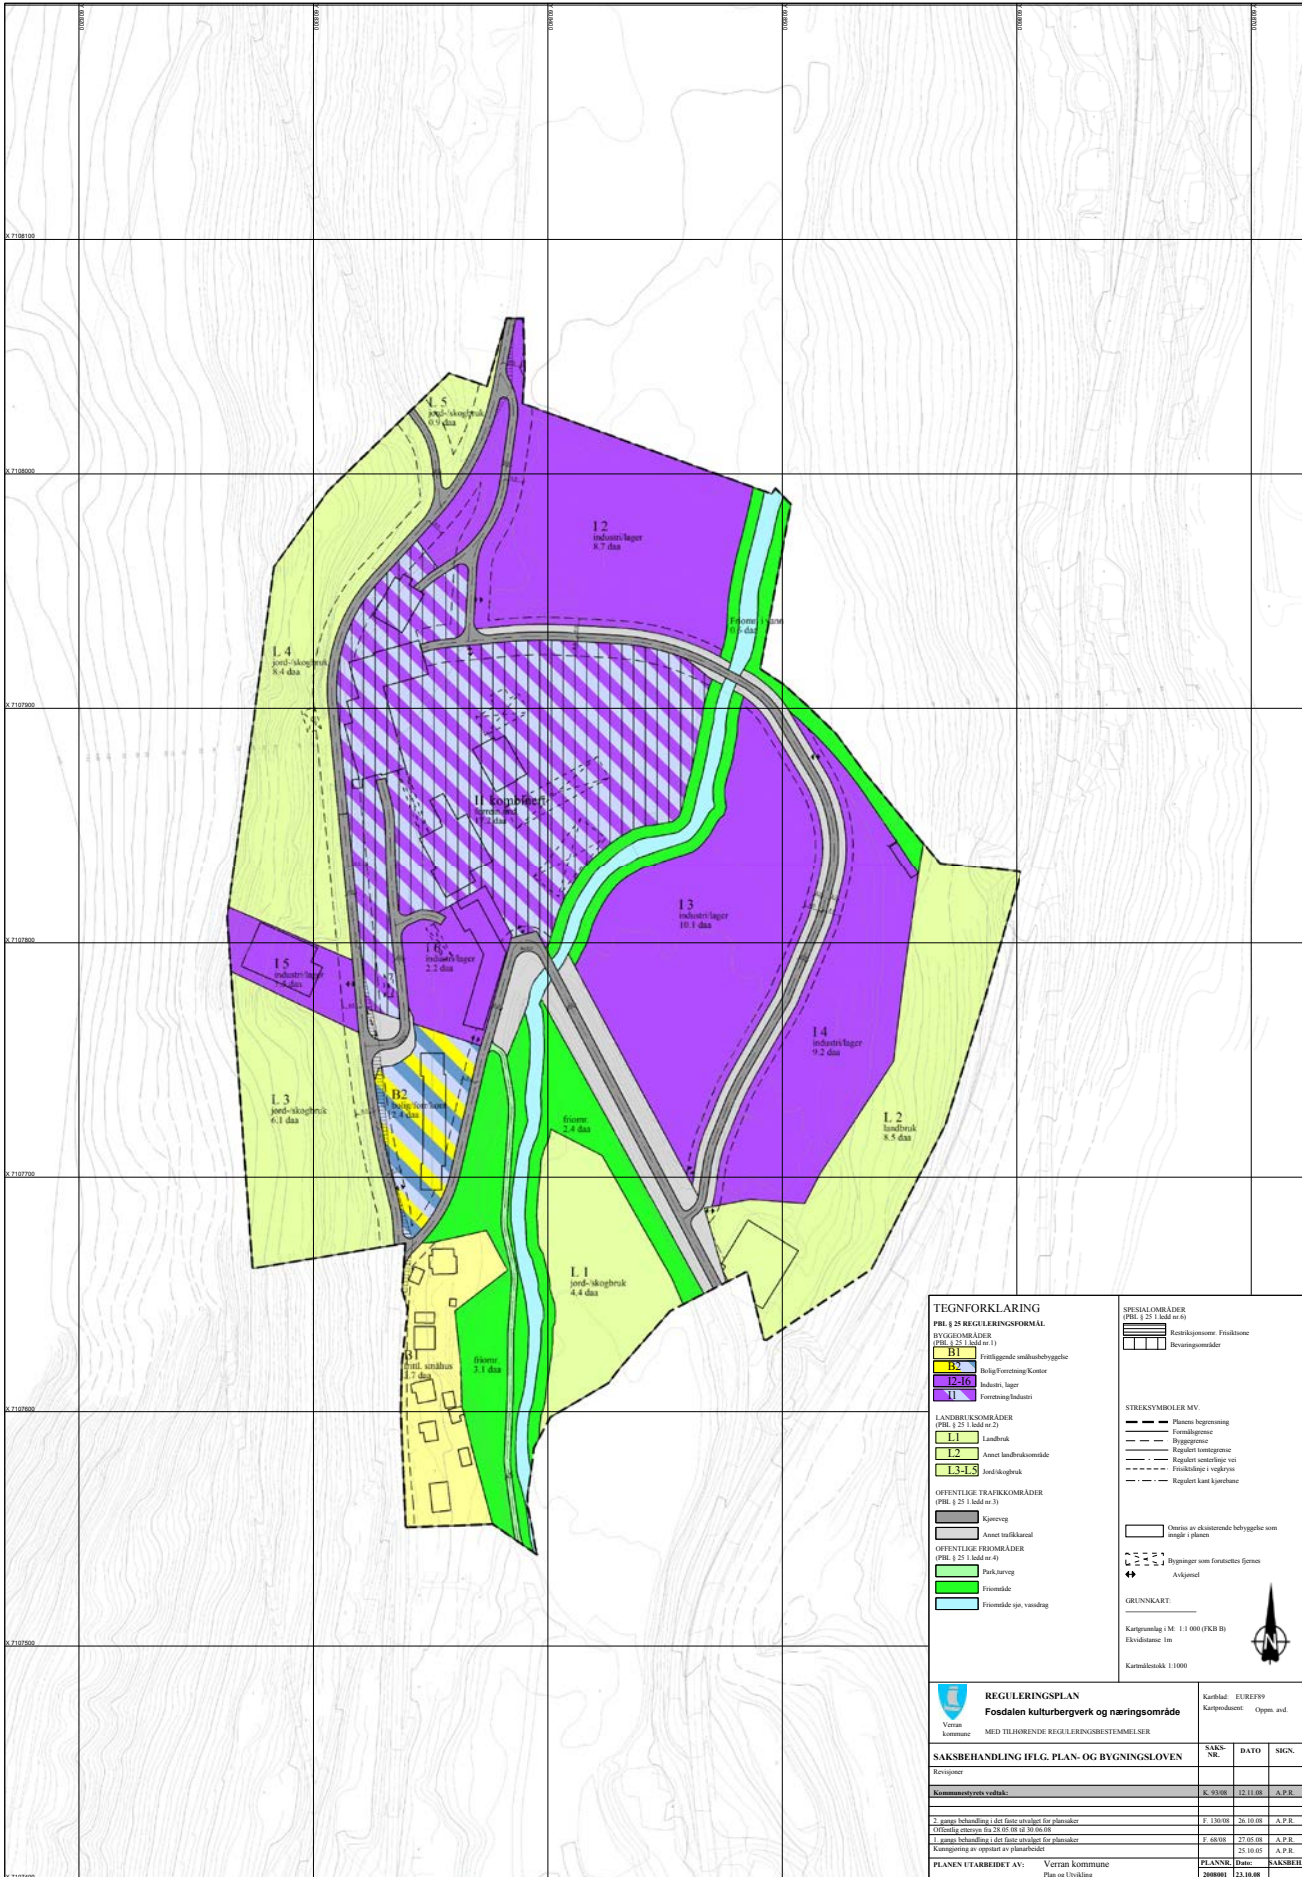 X 7108100
X 7108000
X 7107900
X 7107800
X 7107700
X 7107600
X 7107500
L 5
jord-/skogbruk
0.9 daa
I 2
industri/lager
8.7 daa
Friomr. i vann
L 4
jord-/skogbruk
8.4 daa
I1 kombinert
I 3
industri/lager
10.1 daa
I 5
industri/lager
industri/lager
2.2 daa
I 4
industri/lager
9.2 daa
L 3
jord-/skogbruk
6.1 daa
B2
2.4 daa
friomr.
2.4 daa
L 2
landbruk
8.5 daa
L 1
jord-/skogbruk
4.4 daa
B1
frittl. småhus
friomr.
3.1 daa
TEGNFORKLARING
PBL § 25 REGULERINGSFORMÅL
BYGGEOMRÅDER
(PBL § 25 1.ledd nr.1)
B1 Frittliggende småhusbebyggelse
B2 Bolig/Forretning/Kontor
I2-I6 Industri, lager
I1 Forretning/Industri
LANDBRUKSOMRÅDER
(PBL § 25 1.ledd nr.2)
L1 Landbruk
L2 Annet landbruksområde
L3-L5 Jord/skogbruk
OFFENTLIGE TRAFIKKOMRÅDER
(PBL § 25 1.ledd nr.3)
Kjøreveg
Annet trafikkareal
OFFENTLIGE FRIOMRÅDER
(PBL § 25 1.ledd nr.4)
Park,turveg
Friområde
Friområde sjø, vassdrag
SPESIALOMRÅDER
(PBL § 25 1.ledd nr.6)
Restriksjonsomr. Frisiktsone
Bevaringsområder
STREKSYMBOLER MV.
Planens begrensning
Formålsgrense
Byggegrense
Regulert tomtegrense
Regulert senterlinje vei
Frisiktslinje i vegkryss
Regulert kant kjørebane
Omriss av eksisterende bebyggelse som
inngår i planen
Bygninger som forutsettes fjernes
Avkjørsel
GRUNNKART:
Kartgrunnlag i M: 1:1 000 (FKB B)
Ekvidistanse 1m
Kartmålestokk 1:1000
N
Verran
kommune
REGULERINGSPLAN
Fosdalen kulturbergverk og næringsområde
MED TILHØRENDE REGULERINGSBESTEMMELSER
Kartblad: EUREF89
Kartprodusent: Oppm. avd.
SAKSBEHANDLING IFLG. PLAN- OG BYGNINGSLOVEN SAKS-NR. DATO SIGN.
Revisjoner
Kommunestyrets vedtak: K. 93/08 12.11.08 A.P.R.
2. gangs behandling i det faste utvalget for plansaker F. 130/08 26.10.08 A.P.R.
Offentlig ettersyn fra 28.05.08 til 30.06.08
1. gangs behandling i det faste utvalget for plansaker F. 68/08 27.05.08 A.P.R.
Kunngjøring av oppstart av planarbeidet 25.10.05 A.P.R.
PLANEN UTARBEIDET AV: Verran kommune PLANNR. Dato: SAKSBEH.
Plan og Utvikling 2008001 23.10.08